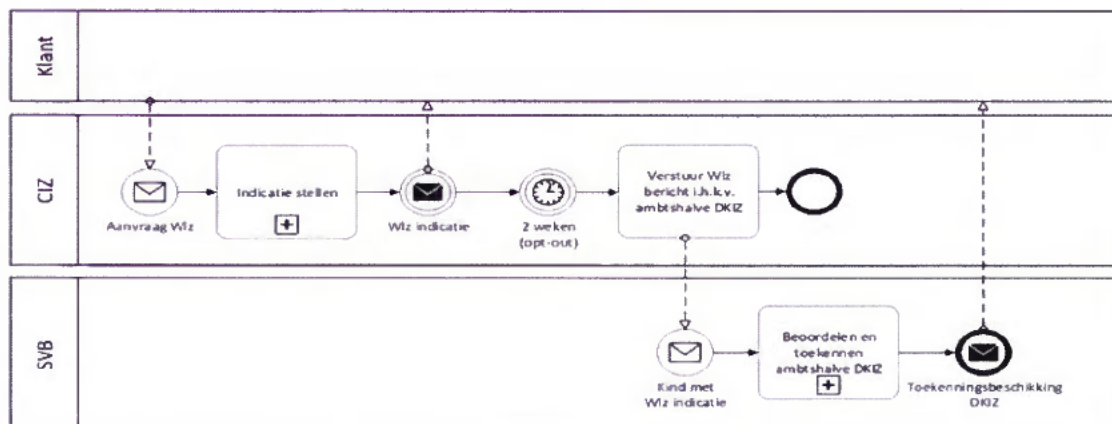 Klant
CIZ
Aanvraag Wlz
Indicatie stellen
Wlz indicatie
2 weken
(opt-out)
Verstuur Wlz
bericht i.h.k.v.
ambtshalve DKIZ
SVB
Kind met
Wlz indicatie
Beoordelen en
toekennen
ambtshalve DKIZ
Toekenningsbeschikking
DKIZ